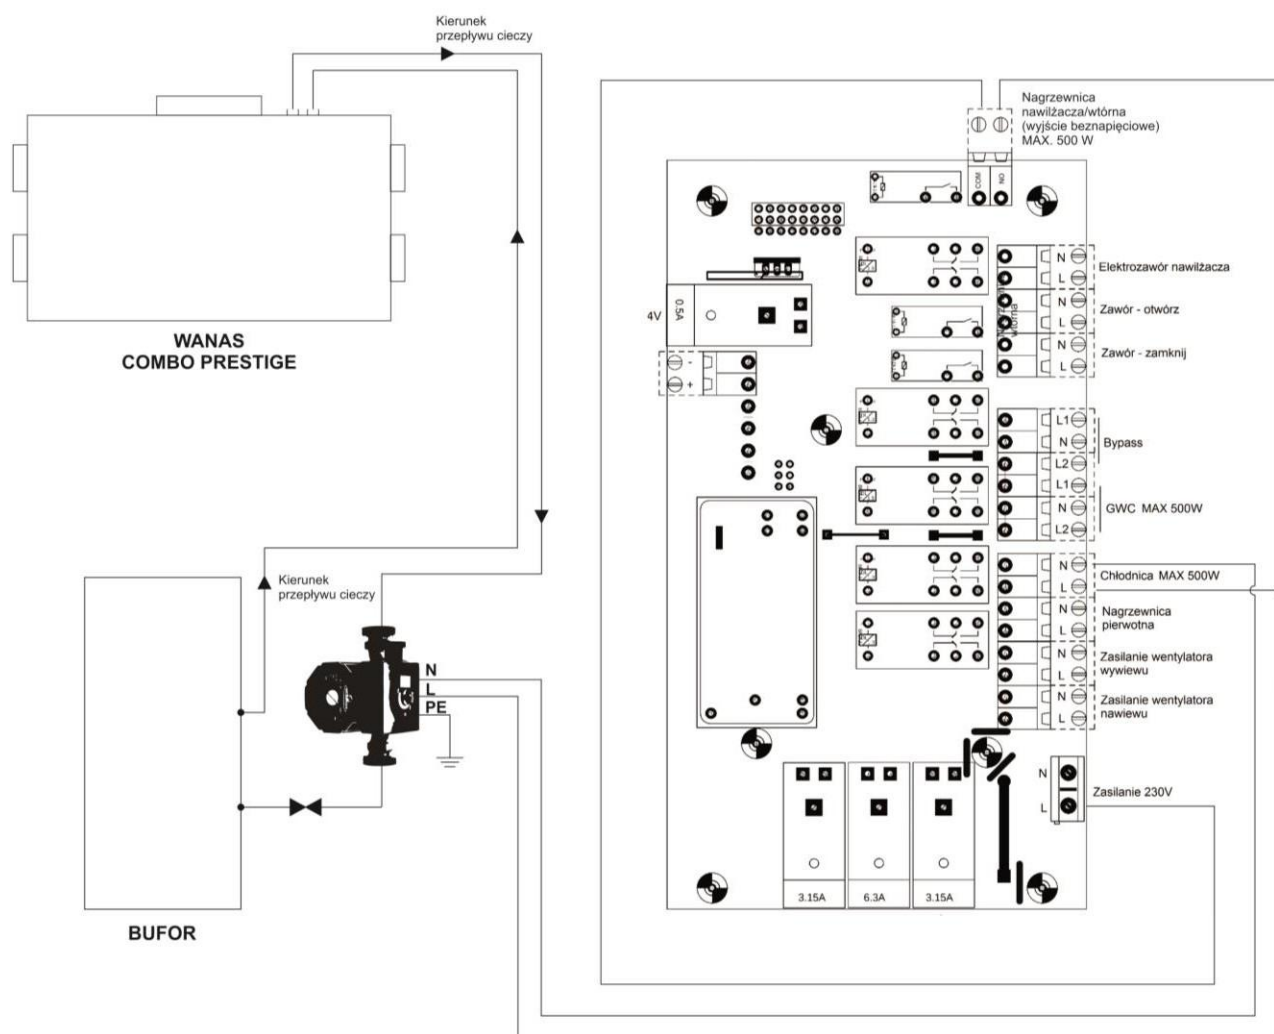 Kierunek
przepływu cieczy
WANAS
COMBO PRESTIGE
Kierunek
przepływu cieczy
N
L
PE
BUFOR
Nagrzewnica
nawilżacza/wtórna
(wyjście beznapięciowe)
MAX. 500 W
COM
NO
4V
0.5A
-
+
N
Elektrozawór nawilżacza
L
N
Zawór - otwórz
L
wtórna
N
Zawór - zamknij
L
L1
N
Bypass
L2
L1
N
GWC MAX 500W
L2
N
Chłodnica MAX 500W
L
N
Nagrzewnica
pierwotna
L
N
Zasilanie wentylatora
wywiewu
L
N
Zasilanie wentylatora
nawiewu
L
N
Zasilanie 230V
L
3.15A
6.3A
3.15A